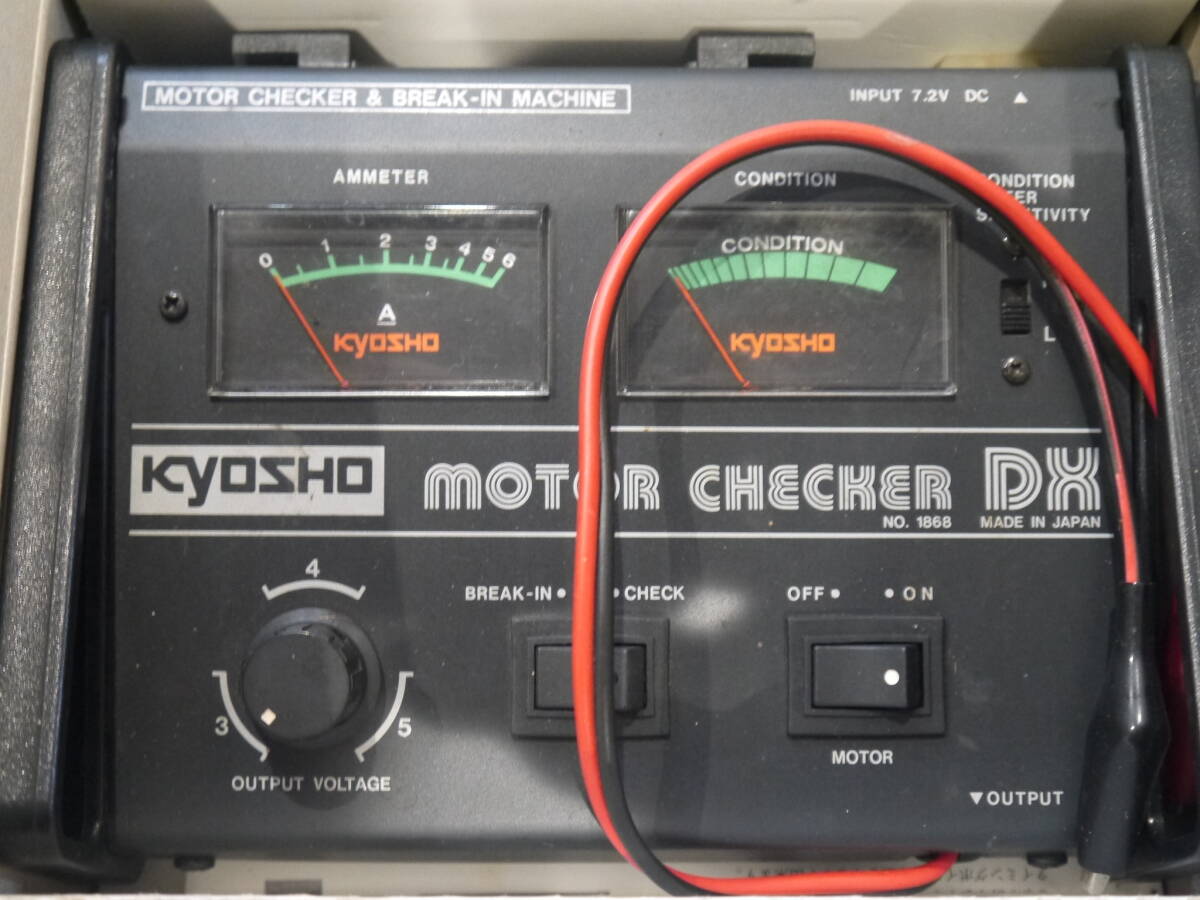 MOTOR CHECKER & BREAK-IN MACHINE
INPUT 7.2V DC ▲
AMMETER
CONDITION
CONDITION
SENSITIVITY
0 1 2 3 4 5 6
A
KYOSHO
CONDITION
KYOSHO
L
KYOSHO
MOTOR CHECKER DX
NO. 1868
MADE IN JAPAN
3 4 5
OUTPUT VOLTAGE
BREAK-IN • • CHECK
OFF • • ON
MOTOR
▼OUTPUT